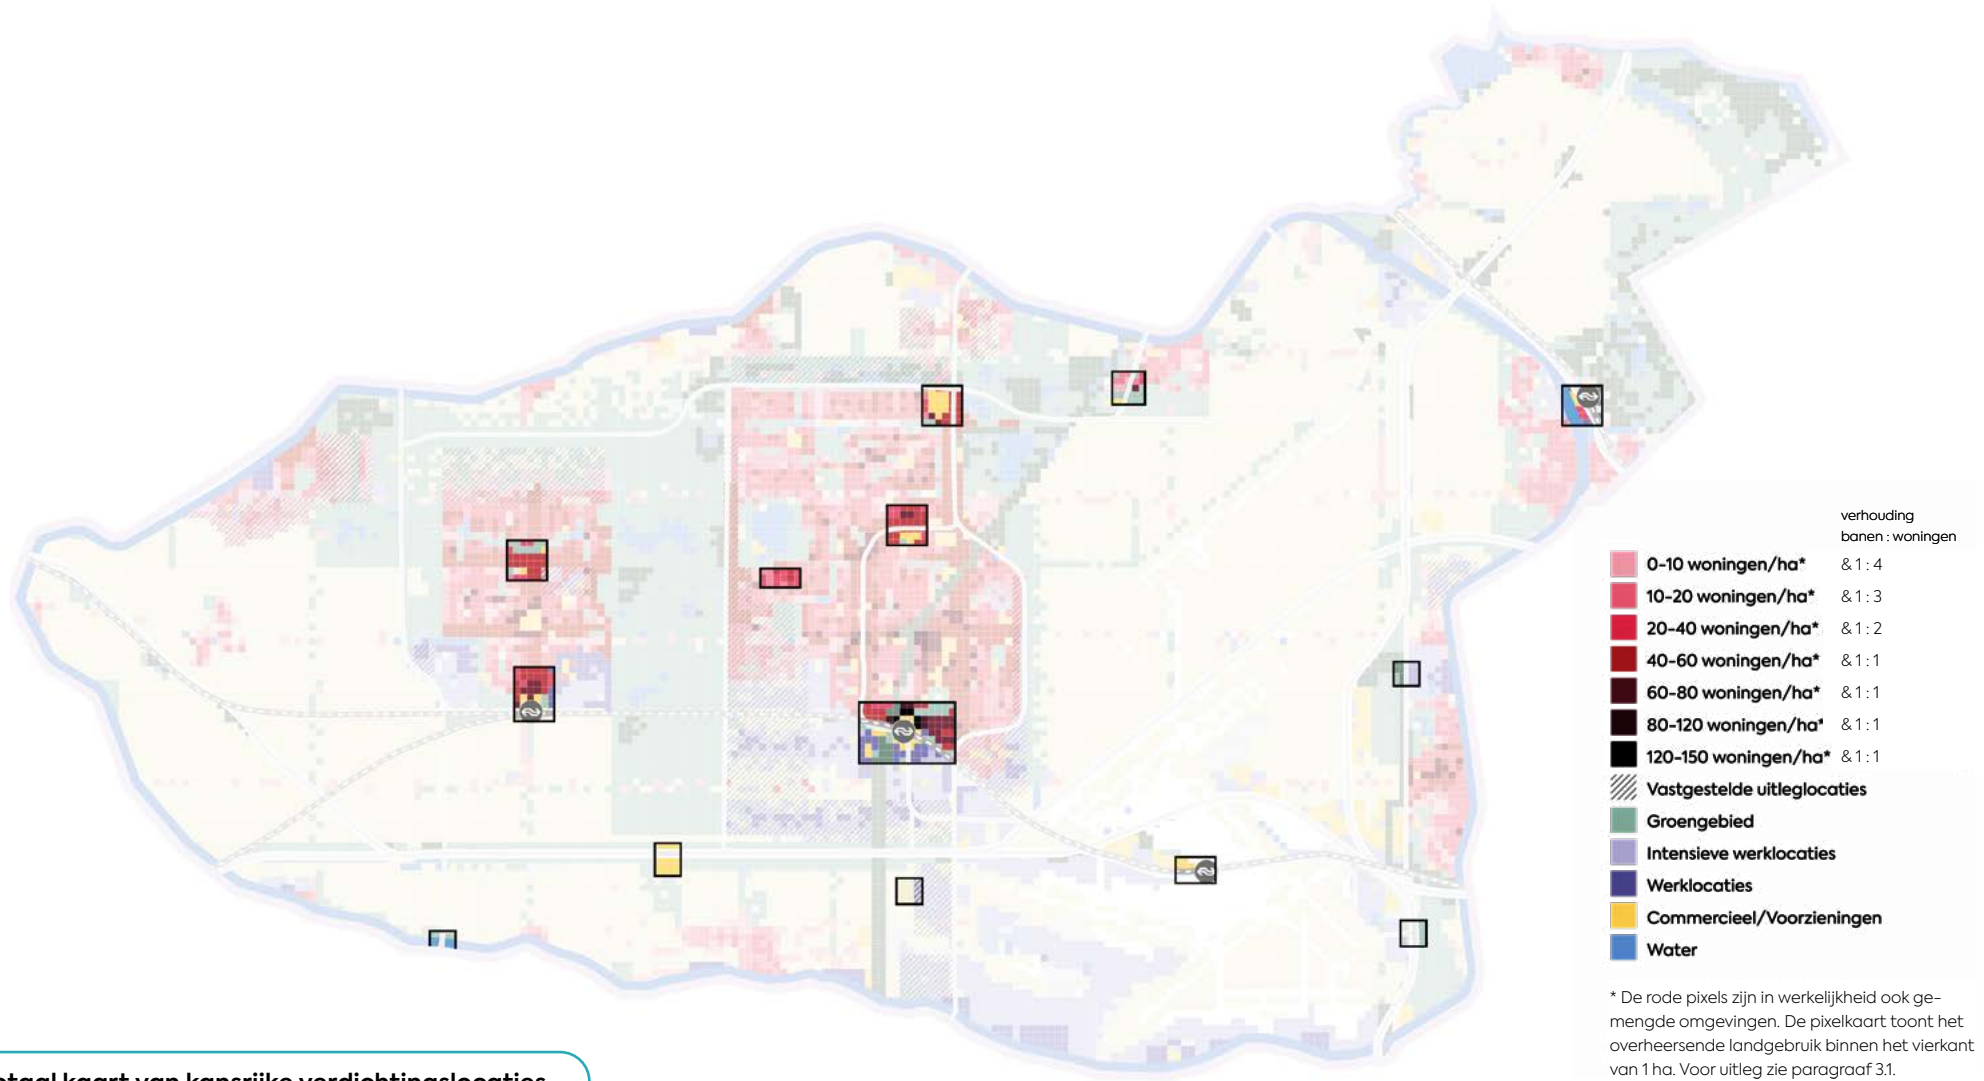 verhouding
banen : woningen
0-10 woningen/ha* & 1 : 4
10-20 woningen/ha* & 1 : 3
20-40 woningen/ha* & 1 : 2
40-60 woningen/ha* & 1 : 1
60-80 woningen/ha* & 1 : 1
80-120 woningen/ha* & 1 : 1
120-150 woningen/ha* & 1 : 1
Vastgestelde uitleglocaties
Groengebied
Intensieve werklocaties
Werklocaties
Commercieel/Voorzieningen
Water
* De rode pixels zijn in werkelijkheid ook ge-
mengde omgevingen. De pixelkaart toont het
overheersende landgebruik binnen het vierkant
van 1 ha. Voor uitleg zie paragraaf 3.1.
kaart van kansrijke verdichtingslocaties